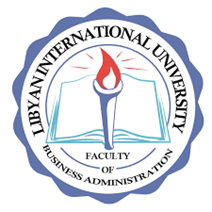 LIBYAN INTERNATIONAL UNIVERSITY
FACULTY
OF
BUSINESS ADMINISTRATION